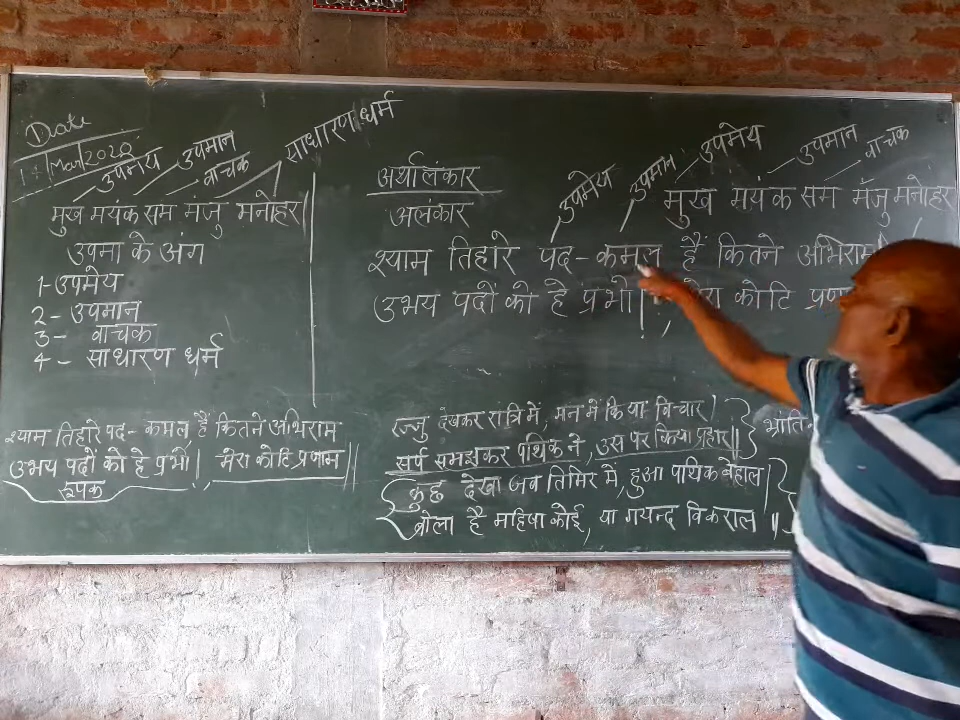 Date
Mar/2020
उपमेय उपमान वाचक साधारण धर्म
मुख मयंक सम मंजु मनोहर
उपमा के अंग
1-उपमेय
2- उपमान
3- वाचक
4- साधारण धर्म
श्याम तिहारे पद- कमल, हैं कितने अभिराम
उभय पदों को हे प्रभो|, मेरा कोटि प्रणाम||
रूपक
अर्थालंकार
अलंकार
उपमेय उपमान उपमेय उपमान वाचक
मुख मयंक सम मंजु मनोहर
श्याम तिहारे पद-कमल हैं कितने अभिराम
उभय पदों को हे प्रभो!, कोटि
रज्जु देखकर रात्रि में, मन में किया विचार|
सर्प समझकर पथिक ने, उस पर किया प्रहार||
कुछ देखा जब तिमिर में, हुआ पथिक बेहाल|
बोला है महिषा कोई, या गयन्द विकराल||